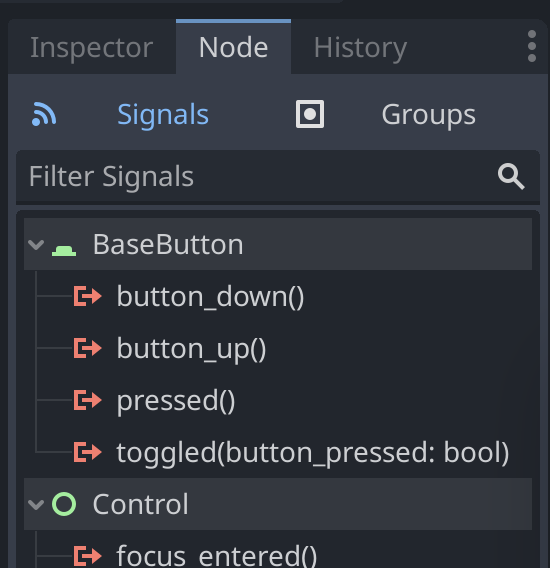 Inspector Node History
Signals Groups
Filter Signals
BaseButton
button_down()
button_up()
pressed()
toggled(button_pressed: bool)
Control
focus_entered()